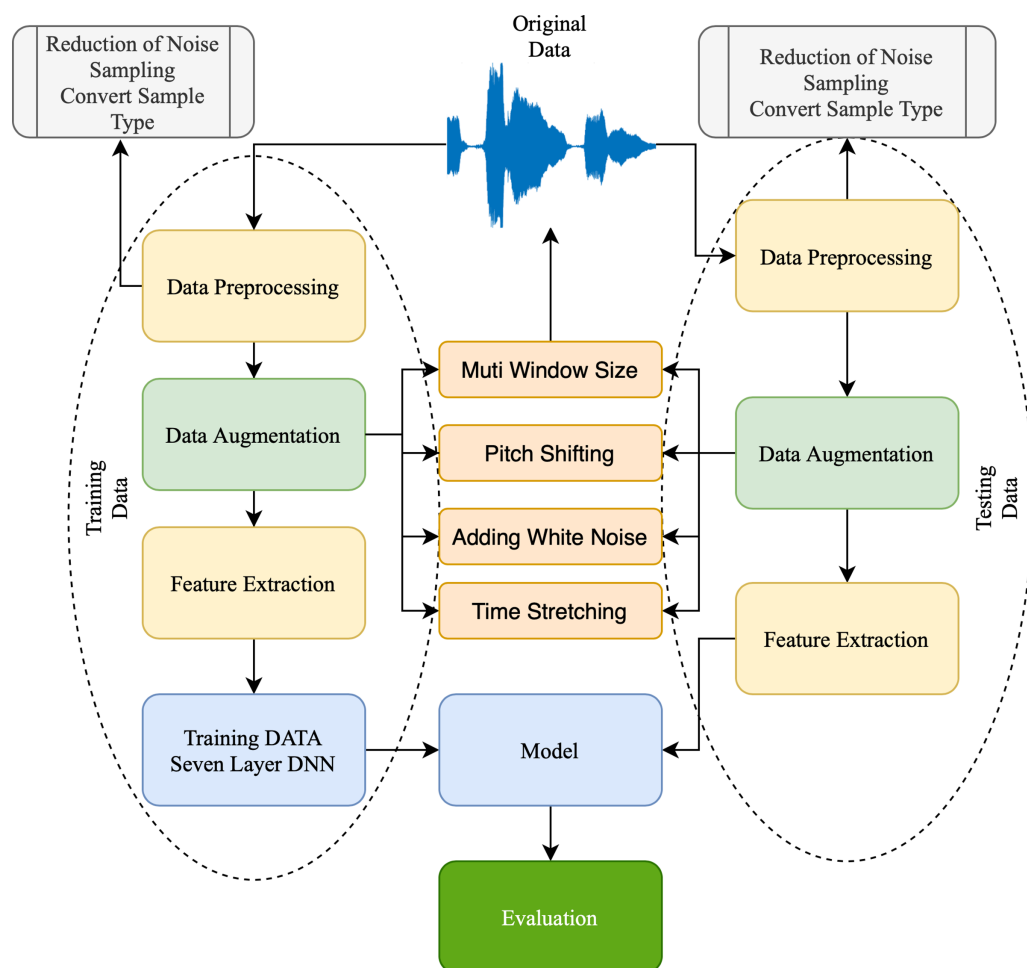 Reduction of Noise
Sampling
Convert Sample
Type
Original
Data
Reduction of Noise
Sampling
Convert Sample Type
Data Preprocessing
Data Preprocessing
Muti Window Size
Data Augmentation
Pitch Shifting
Data Augmentation
Training
Data
Testing
Data
Adding White Noise
Feature Extraction
Time Stretching
Feature Extraction
Training DATA
Seven Layer DNN
Model
Evaluation